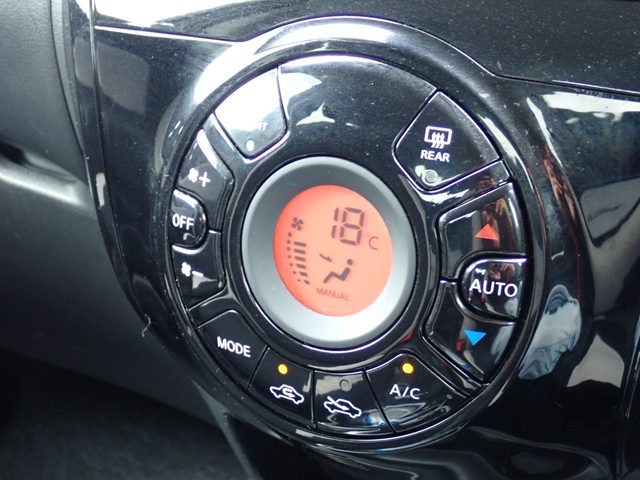 REAR
+
OFF
-
18°C
MANUAL
AUTO
MODE
A/C